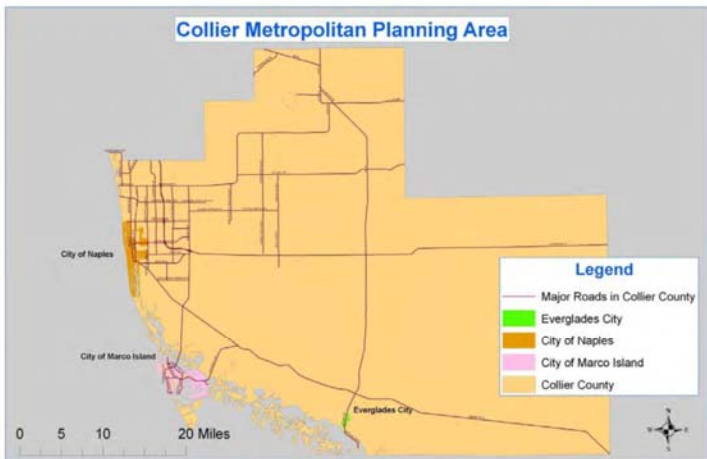 Collier Metropolitan Planning Area
City of Naples
City of Marco Island
Everglades City
Legend
Major Roads in Collier County
Everglades City
City of Naples
City of Marco Island
Collier County
0 5 10 20 Miles
N
W E
S